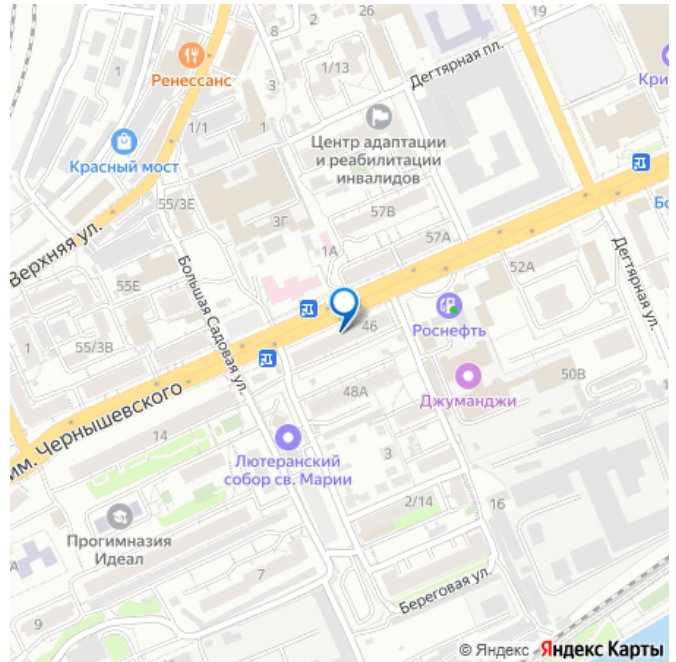 8
26
19
2
1
1/13
3
Дегтярная пл.
Ренессанс
Кри
1/1
1
Центр адаптации
и реабилитации
инвалидов
Красный мост
55/3Е
3Г
57В
Бо
57А
1А
Верхняя ул.
52А
Дегтярная ул.
55Е
Большая Садовая ул.
46
Роснефть
1
55/3В
50В
48А
Джуманджи
им. Чернышевского
14
Лютеранский
собор св. Марии
3
2/14
16
Прогимназия
Идеал
А
7
Береговая ул.
9
© Яндекс Яндекс Карты